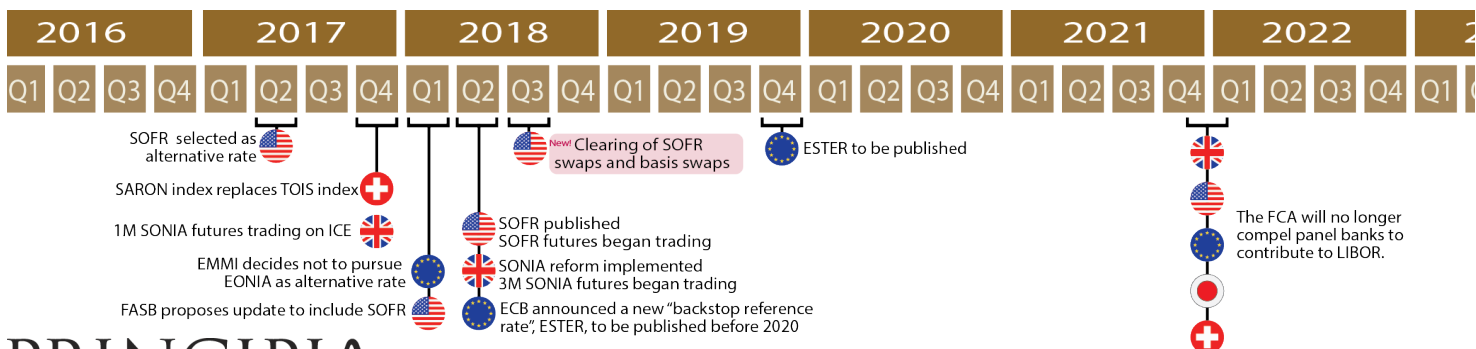 2016 2017 2018 2019 2020 2021 2022
Q1 Q2 Q3 Q4 Q1 Q2 Q3 Q4 Q1 Q2 Q3 Q4 Q1 Q2 Q3 Q4 Q1 Q2 Q3 Q4 Q1 Q2 Q3 Q4 Q1 Q2 Q3 Q4 Q1
SOFR selected as
alternative rate
SARON index replaces TOIS index
1M SONIA futures trading on ICE
EMMI decides not to pursue
EONIA as alternative rate
FASB proposes update to include SOFR
New! Clearing of SOFR
swaps and basis swaps
SOFR published
SOFR futures began trading
SONIA reform implemented
3M SONIA futures began trading
ECB announced a new “backstop reference
rate”, ESTER, to be published before 2020
ESTER to be published
The FCA will no longer
compel panel banks to
contribute to LIBOR.
PRINCIPIA